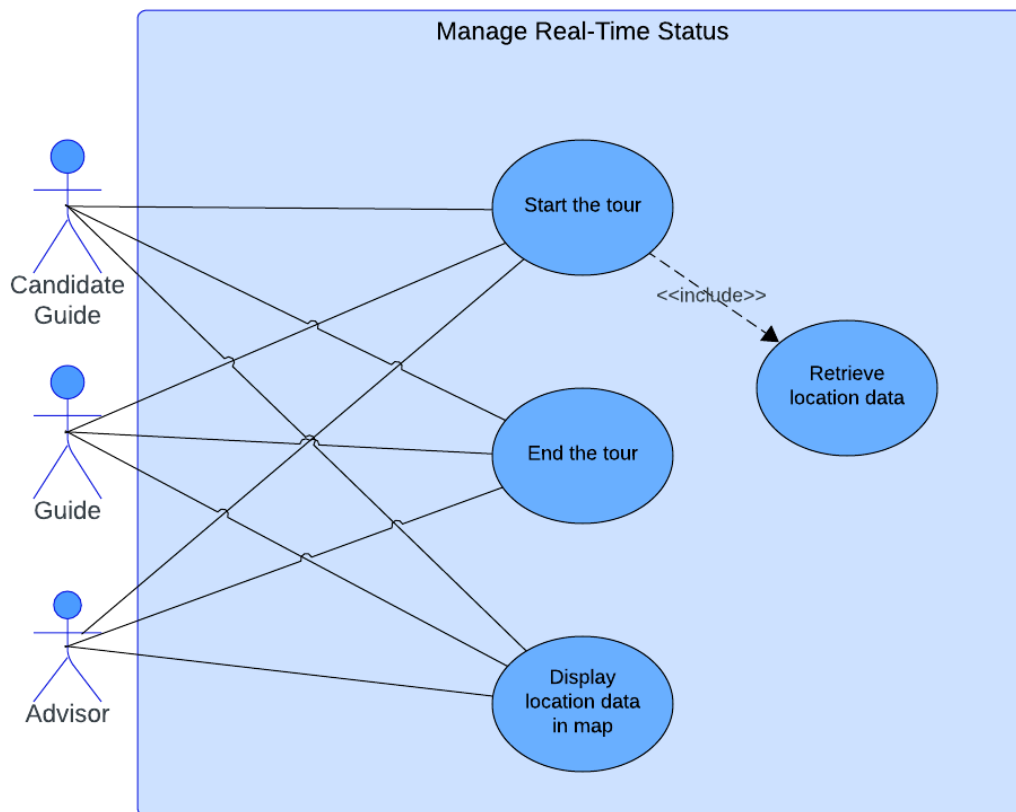 Manage Real-Time Status
Start the tour
Candidate
Guide
<<include>>
Retrieve
location data
End the tour
Guide
Display
location data
in map
Advisor